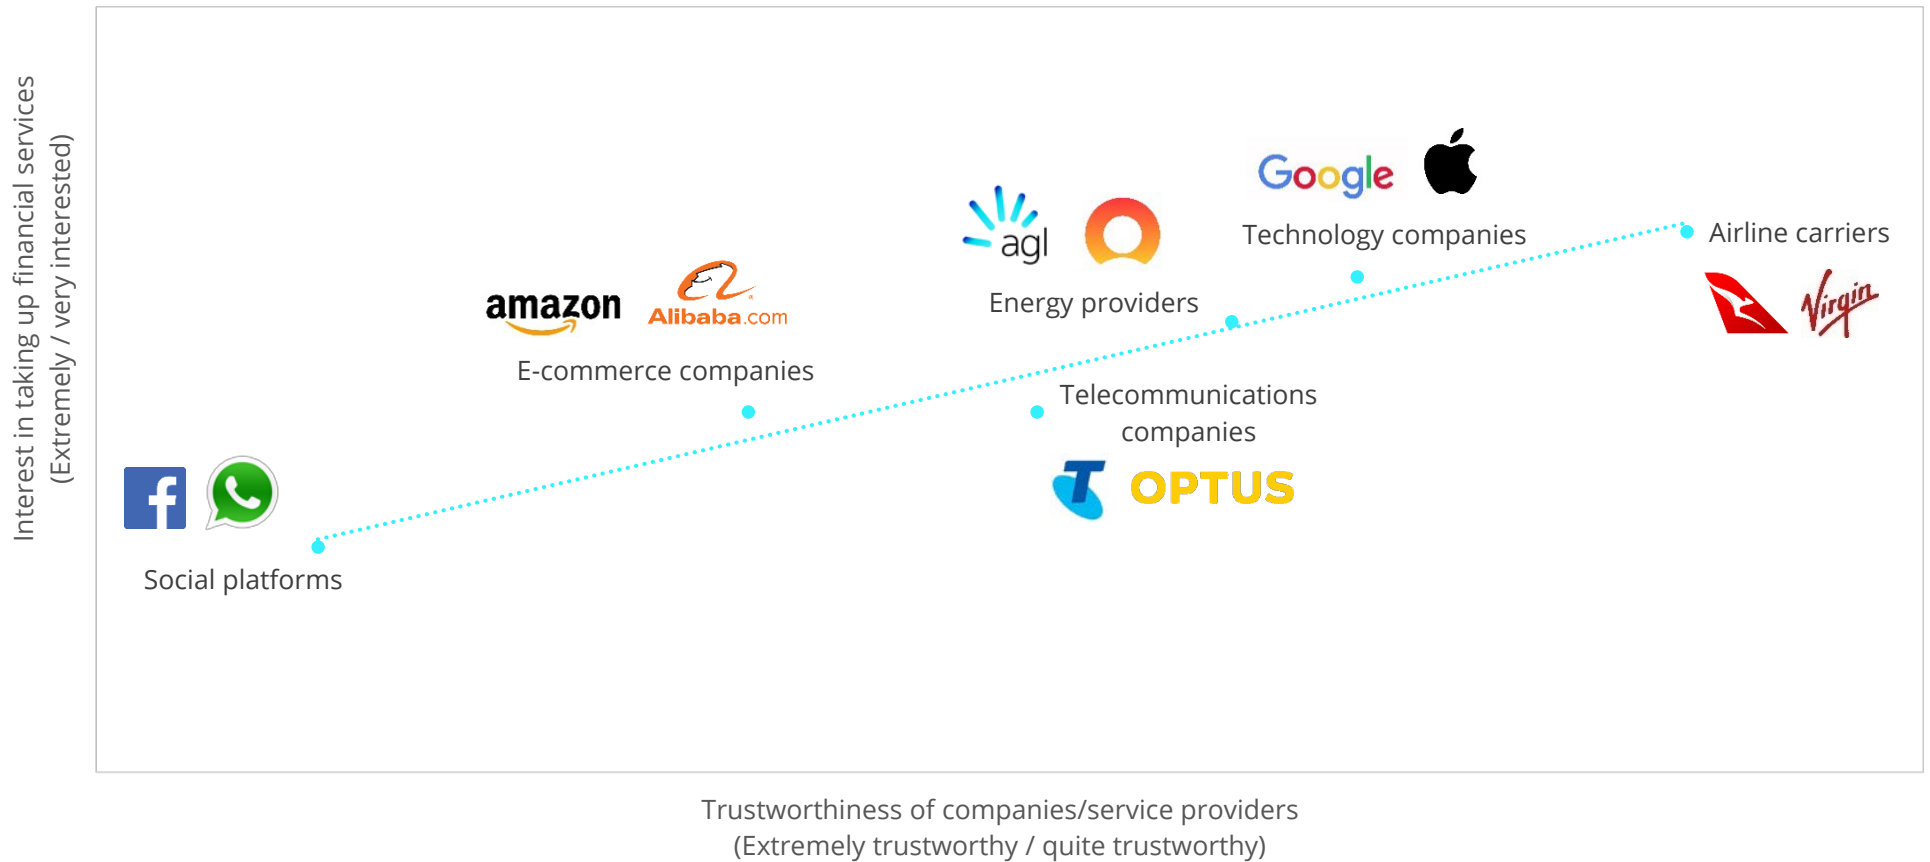 Interest in taking up financial services
(Extremely / very interested)
Google
Technology companies
Airline carriers
agl
Energy providers
Virgin
amazon
Alibaba.com
E-commerce companies
Telecommunications
companies
T OPTUS
f
Social platforms
Trustworthiness of companies/service providers
(Extremely trustworthy / quite trustworthy)